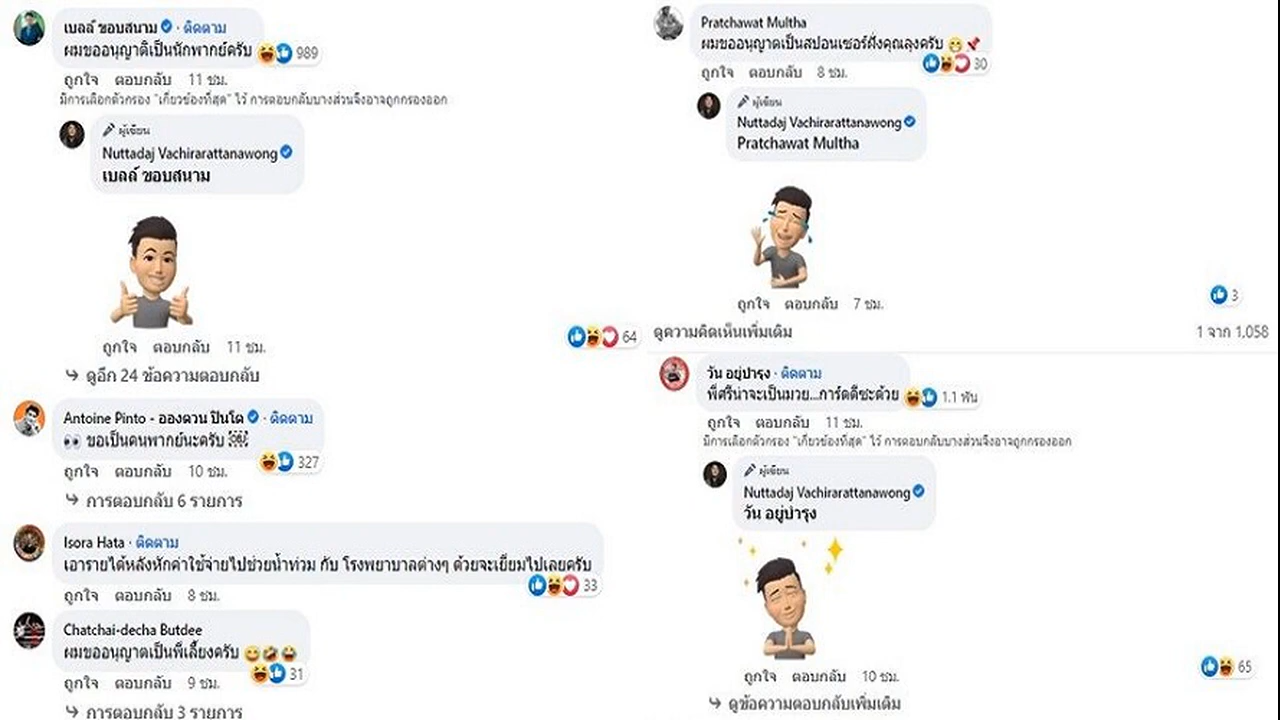 เบลล์ ขอบสนาม · ติดตาม
ผมขออนุญาติเป็นนักพากย์ครับ
989
ถูกใจ ตอบกลับ 11 ชม.
มีการเลือกตัวกรอง "เกี่ยวข้องที่สุด" ไว้ การตอบกลับบางส่วนจึงอาจถูกกรองออก
ผู้เขียน
Nuttadaj Vachirarattanawong
เบลล์ ขอบสนาม
ถูกใจ ตอบกลับ 11 ชม.
64
ดูอีก 24 ข้อความตอบกลับ
Antoine Pinto - อองตวน ปินโต · ติดตาม
👀 ขอเป็นคนพากย์นะครับ
327
ถูกใจ ตอบกลับ 10 ชม.
การตอบกลับ 6 รายการ
Isora Hata · ติดตาม
เอารายได้หลังหักค่าใช้จ่ายไปช่วยน้ำท่วม กับ โรงพยาบาลต่างๆ ด้วยจะเยี่ยมไปเลยครับ
33
ถูกใจ ตอบกลับ 8 ชม.
Chatchai-decha Butdee
ผมขออนุญาตเป็นพี่เลี้ยงครับ
31
ถูกใจ ตอบกลับ 9 ชม.
การตอบกลับ 3 รายการ
Pratchawat Multha
ผมขออนุญาตเป็นสปอนเซอร์ฝั่งคุณลุงครับ
30
ถูกใจ ตอบกลับ 8 ชม.
ผู้เขียน
Nuttadaj Vachirarattanawong
Pratchawat Multha
ถูกใจ ตอบกลับ 7 ชม.
3
ดูความคิดเห็นเพิ่มเติม
1 จาก 1,058
วัน อยู่บำรุง · ติดตาม
พี่ศรีน่าจะเป็นมวย...การ์ดดีซะด้วย
1.1 พัน
ถูกใจ ตอบกลับ 11 ชม.
มีการเลือกตัวกรอง "เกี่ยวข้องที่สุด" ไว้ การตอบกลับบางส่วนจึงอาจถูกกรองออก
ผู้เขียน
Nuttadaj Vachirarattanawong
วัน อยู่บำรุง
ถูกใจ ตอบกลับ 10 ชม.
65
ดูข้อความตอบกลับเพิ่มเติม